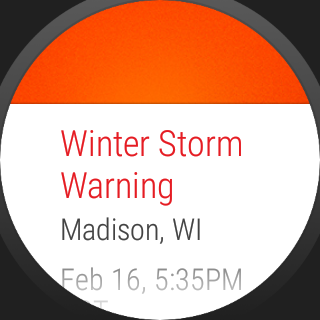 Winter Storm
Warning
Madison, WI
Feb 16, 5:35PM